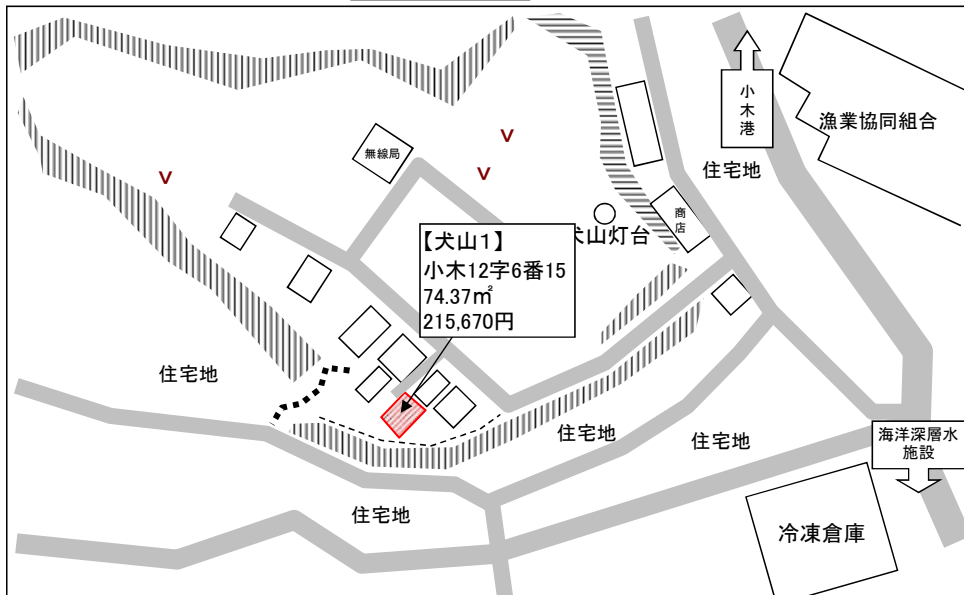 小木港
漁業協同組合
住宅地
無線局
商店
犬山灯台
【犬山1】
小木12字6番15
74.37㎡
215,670円
住宅地
住宅地
住宅地
海洋深層水
施設
住宅地
冷凍倉庫